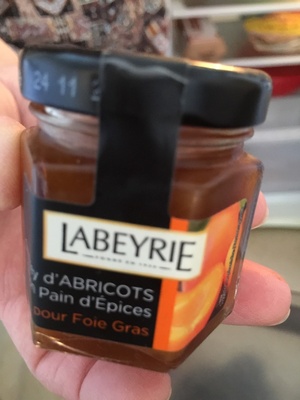 24 11
LABEYRIE
d'ABRICOTS
Pain d'Épices
pour Foie Gras